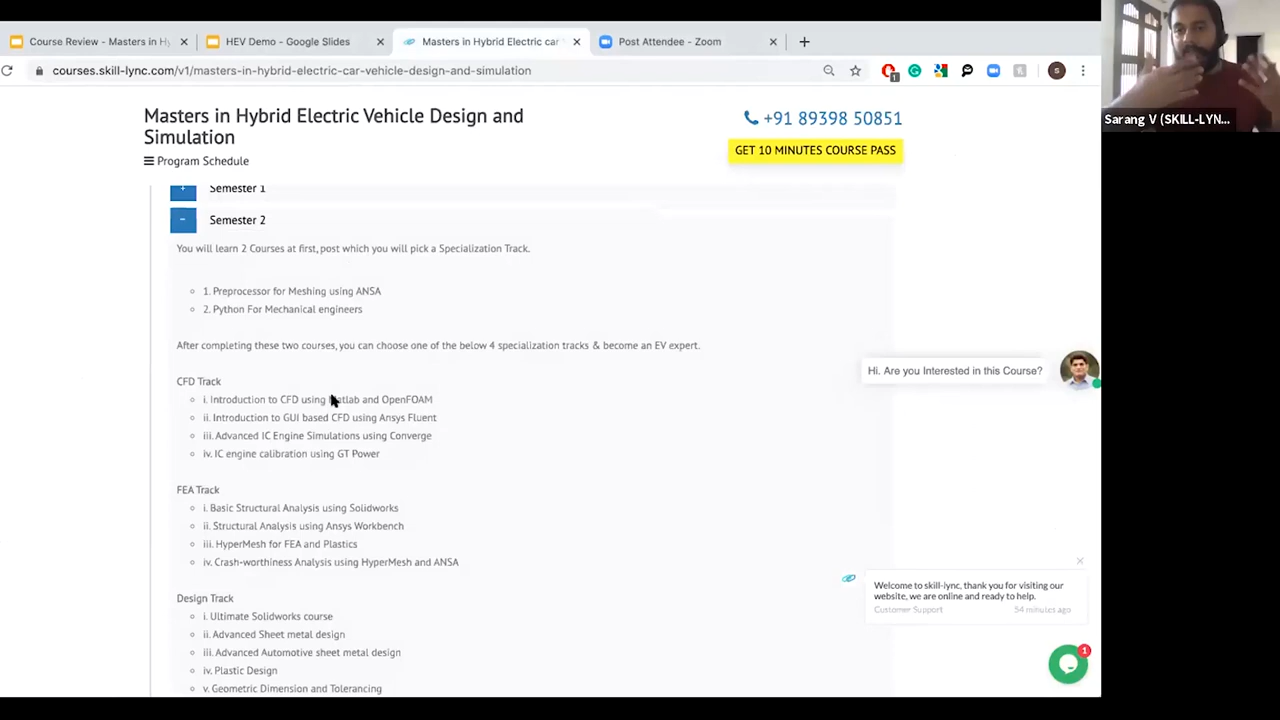 Course Review - Masters in Hy
HEV Demo - Google Slides
Masters in Hybrid Electric car
Post Attendee - Zoom
courses.skill-lync.com/v1/masters-in-hybrid-electric-car-vehicle-design-and-simulation
Sarang V (SKILL-LYN...
Masters in Hybrid Electric Vehicle Design and
Simulation
+91 89398 50851
GET 10 MINUTES COURSE PASS
Program Schedule
Semester 1
Semester 2
You will learn 2 Courses at first, post which you will pick a Specialization Track.
1. Preprocessor for Meshing using ANSA
2. Python For Mechanical engineers
After completing these two courses, you can choose one of the below 4 specialization tracks & become an EV expert.
Hi. Are you Interested in this Course?
CFD Track
i. Introduction to CFD using Matlab and OpenFOAM
ii. Introduction to GUI based CFD using Ansys Fluent
iii. Advanced IC Engine Simulations using Converge
iv. IC engine calibration using GT Power
FEA Track
i. Basic Structural Analysis using Solidworks
ii. Structural Analysis using Ansys Workbench
iii. HyperMesh for FEA and Plastics
iv. Crash-worthiness Analysis using HyperMesh and ANSA
Design Track
i. Ultimate Solidworks course
ii. Advanced Sheet metal design
iii. Advanced Automotive sheet metal design
iv. Plastic Design
v. Geometric Dimension and Tolerancing
Welcome to skill-lync, thank you for visiting our
website, we are online and ready to help.
Customer Support
54 minutes ago
1